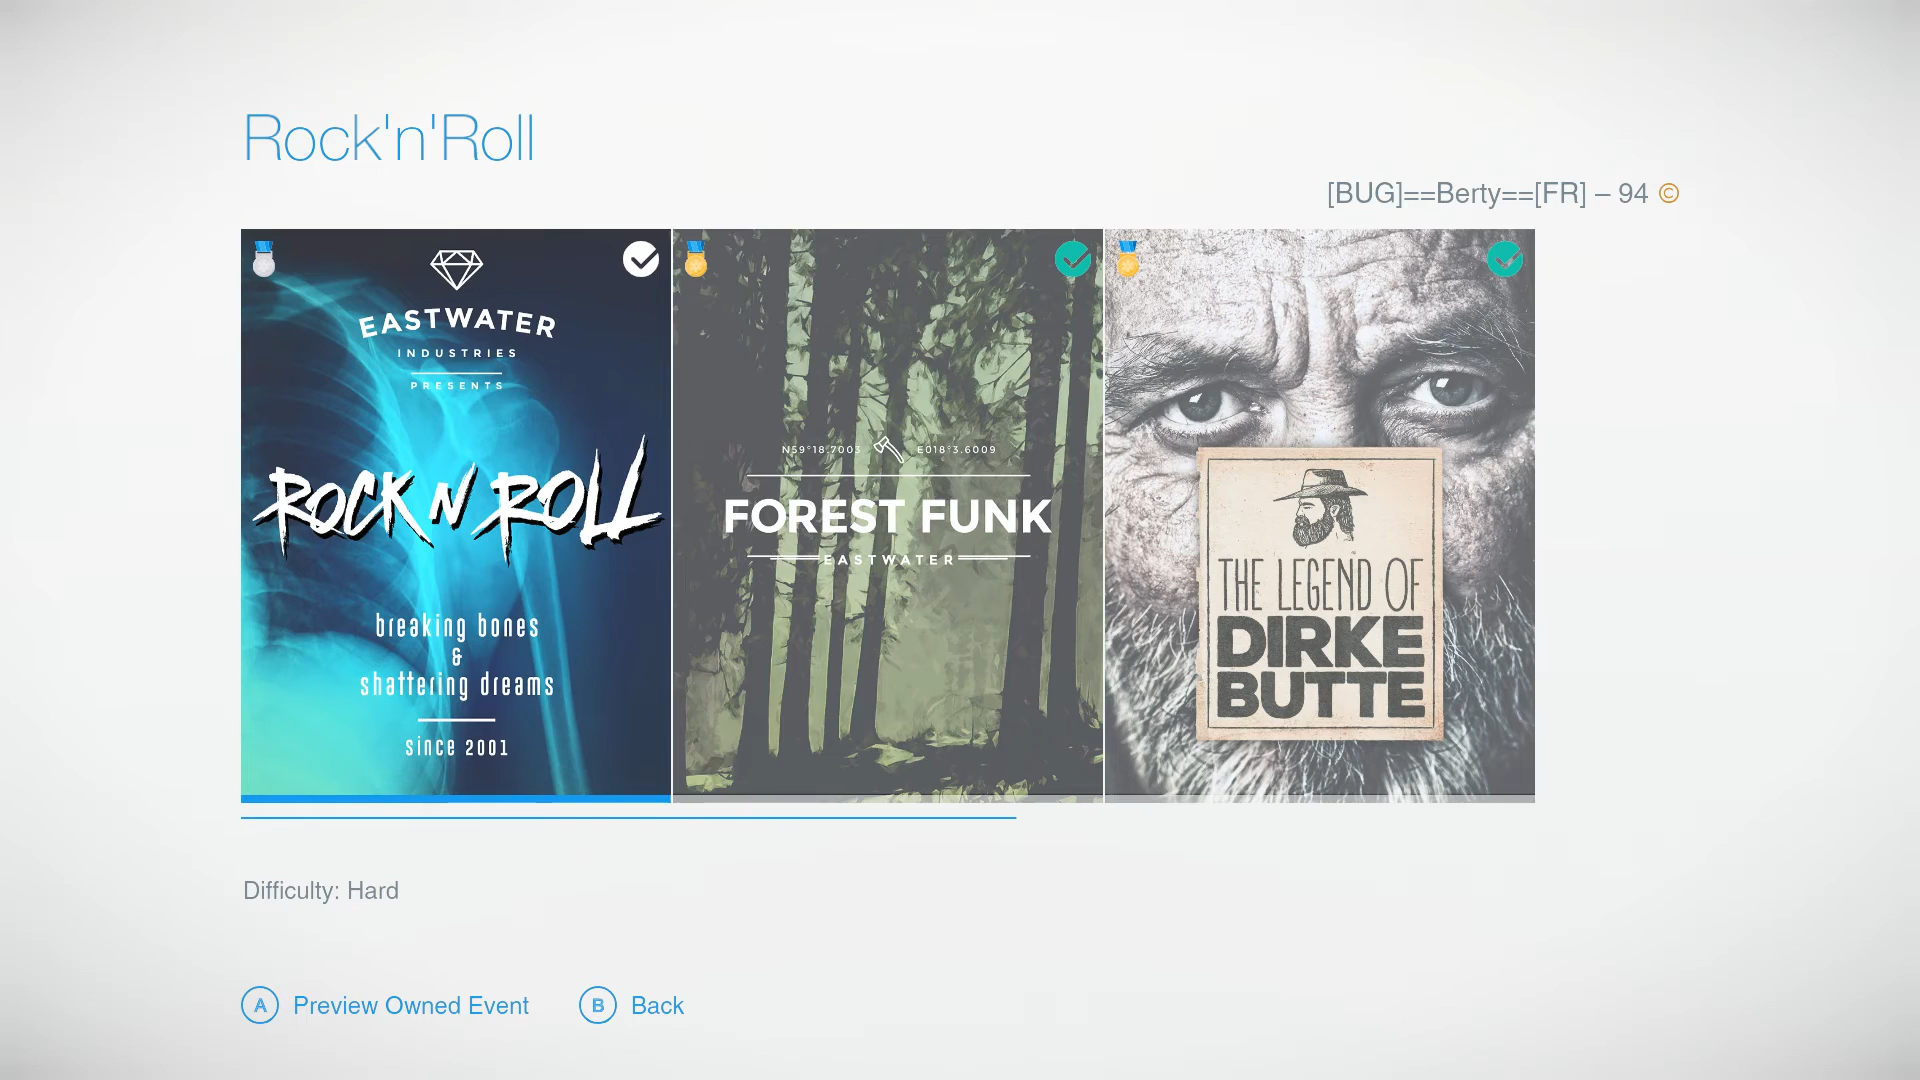 Rock'n'Roll
[BUG]==Berty==[FR] – 94 ©
EASTWATER
INDUSTRIES
PRESENTS
ROCK N ROLL
breaking bones
&
shattering dreams
since 2001
N59°18.7003 E018°3.6009
FOREST FUNK
EASTWATER
THE LEGEND OF
DIRKE
BUTTE
Difficulty: Hard
A Preview Owned Event B Back